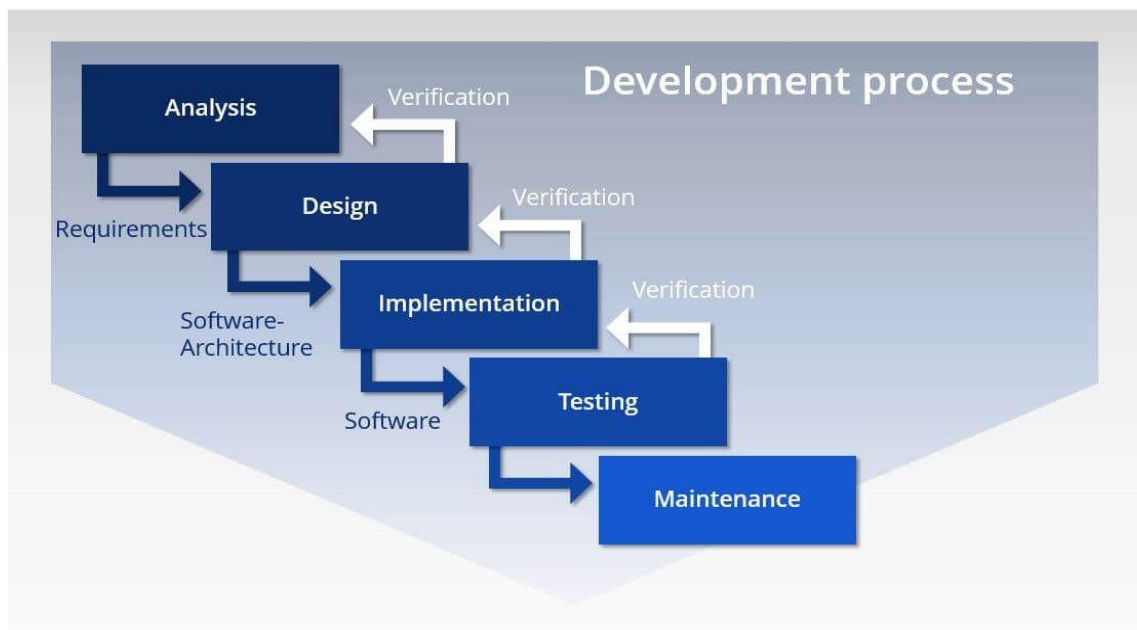 Development process
Analysis
Verification
Requirements
Design
Verification
Software-
Architecture
Implementation
Verification
Software
Testing
Maintenance